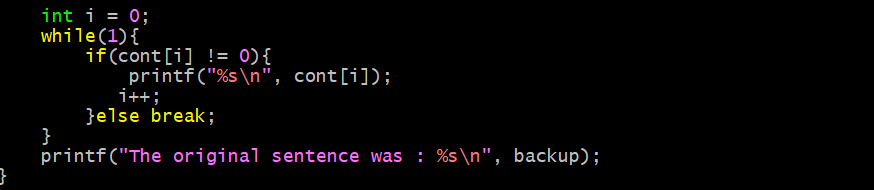 int i = 0;
while(1){
if(cont[i] != 0){
printf("%s\n", cont[i]);
i++;
}else break;
}
printf("The original sentence was : %s\n", backup);
}